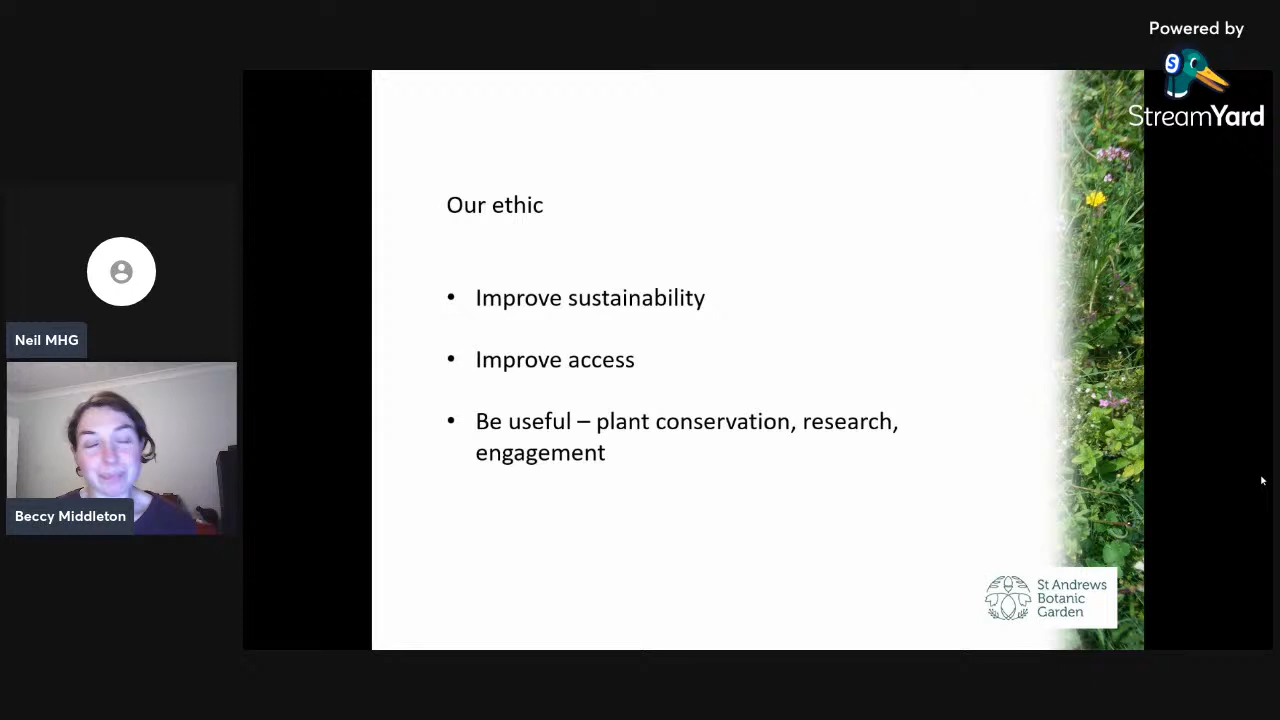 Powered by
StreamYard
Our ethic
• Improve sustainability
• Improve access
• Be useful – plant conservation, research,
engagement
Neil MHG
Beccy Middleton
St Andrews
Botanic
Garden